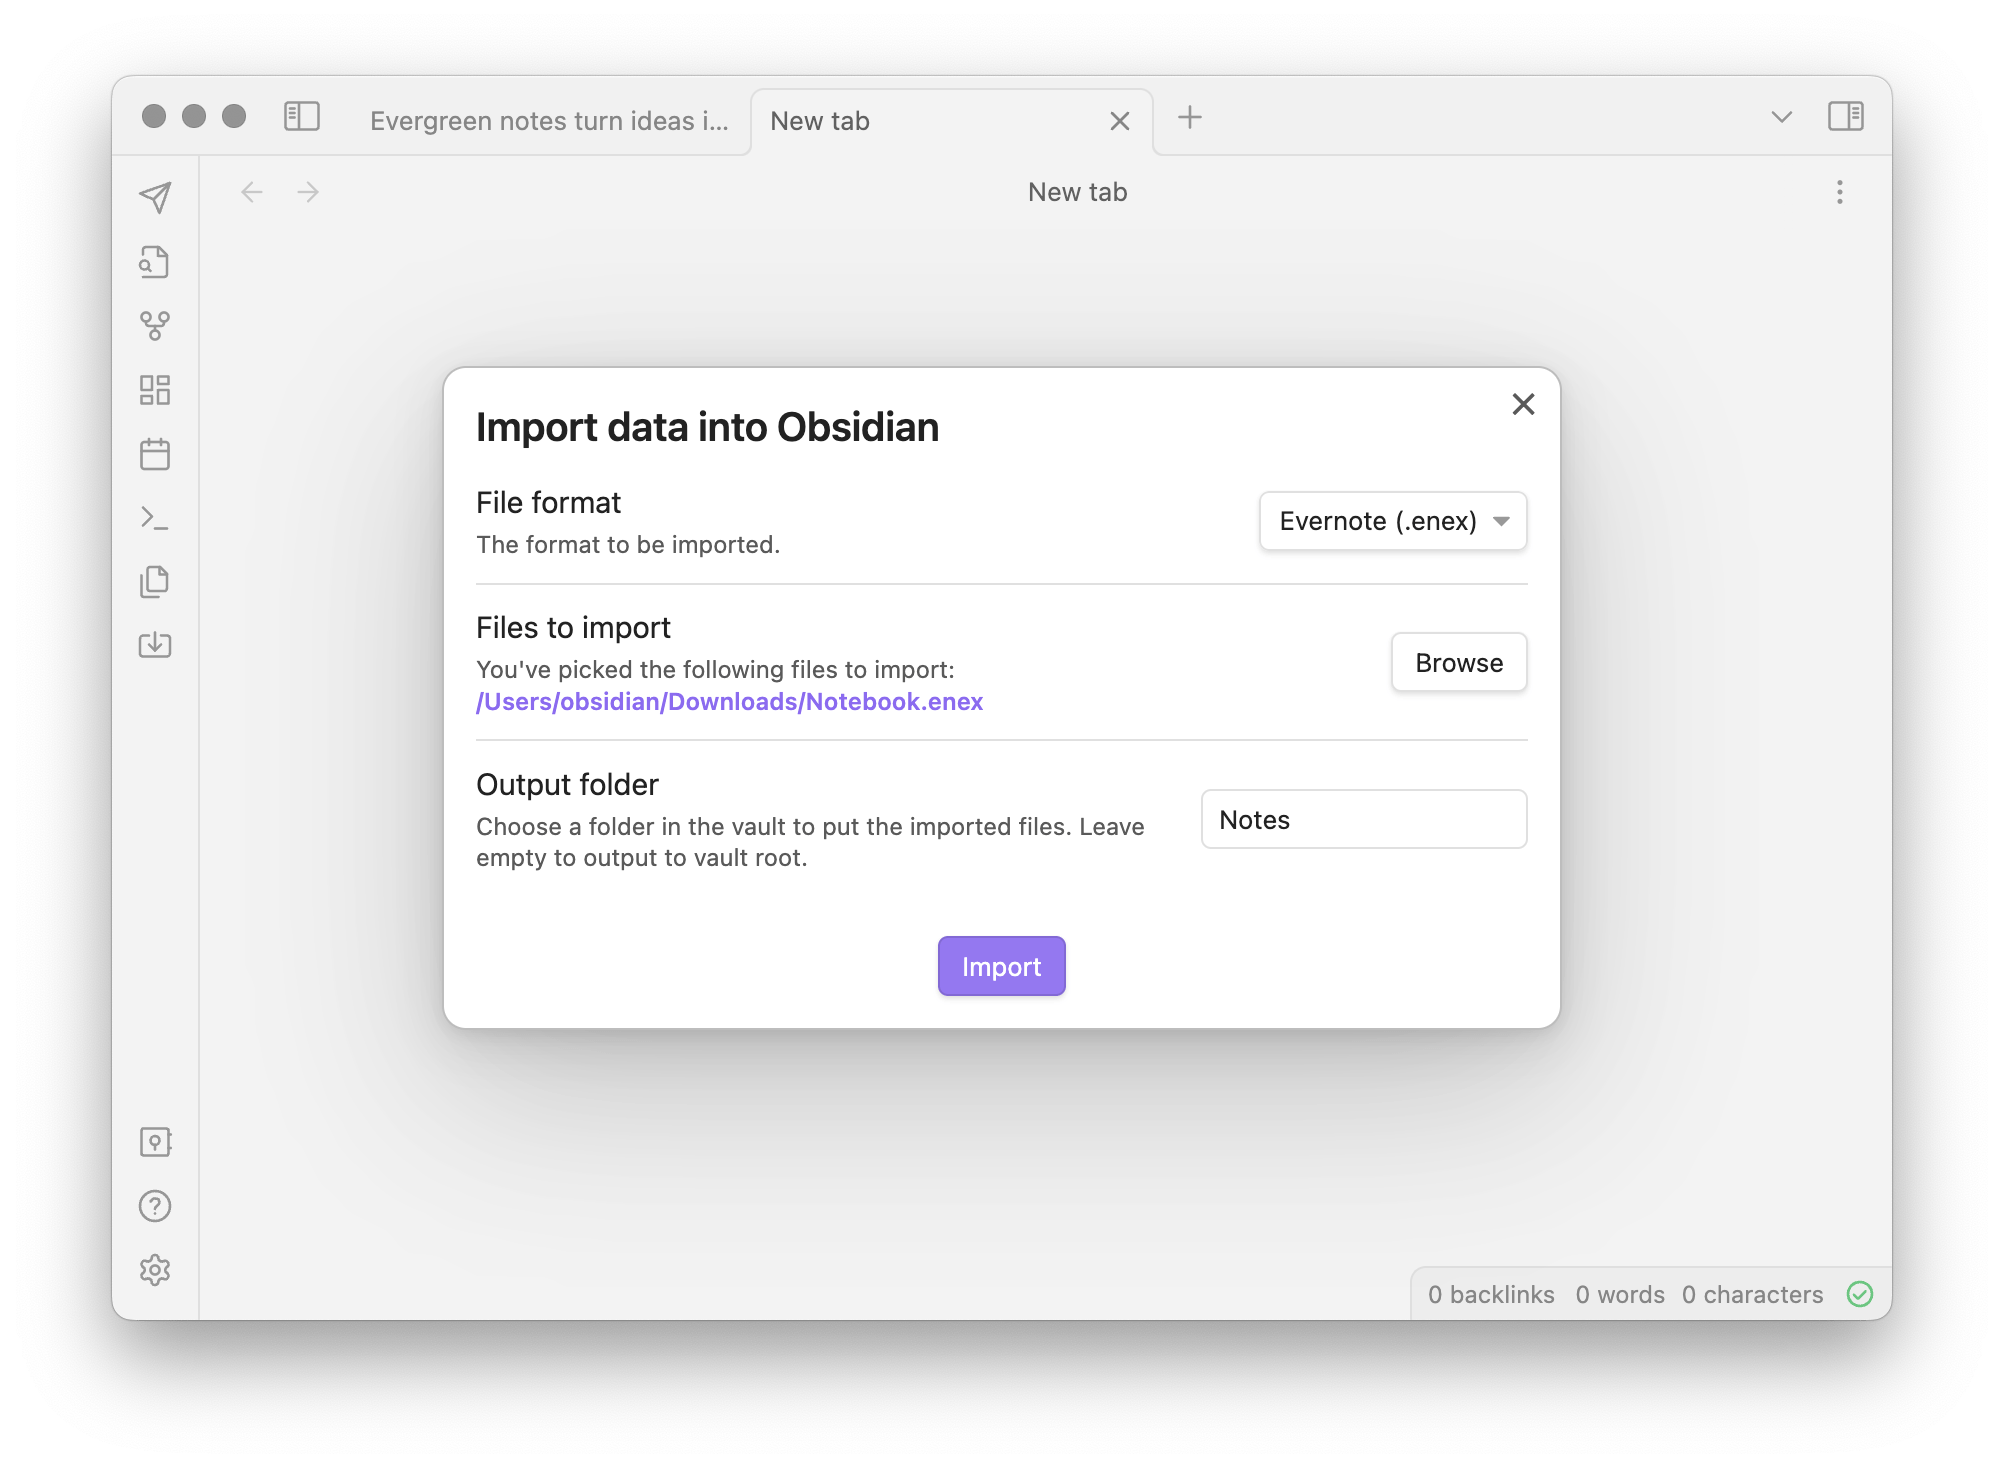 Evergreen notes turn ideas i...
New tab
New tab
Import data into Obsidian
File format
The format to be imported.
Evernote (.enex)
Files to import
You've picked the following files to import:
/Users/obsidian/Downloads/Notebook.enex
Browse
Output folder
Choose a folder in the vault to put the imported files. Leave
empty to output to vault root.
Notes
Import
0 backlinks 0 words 0 characters